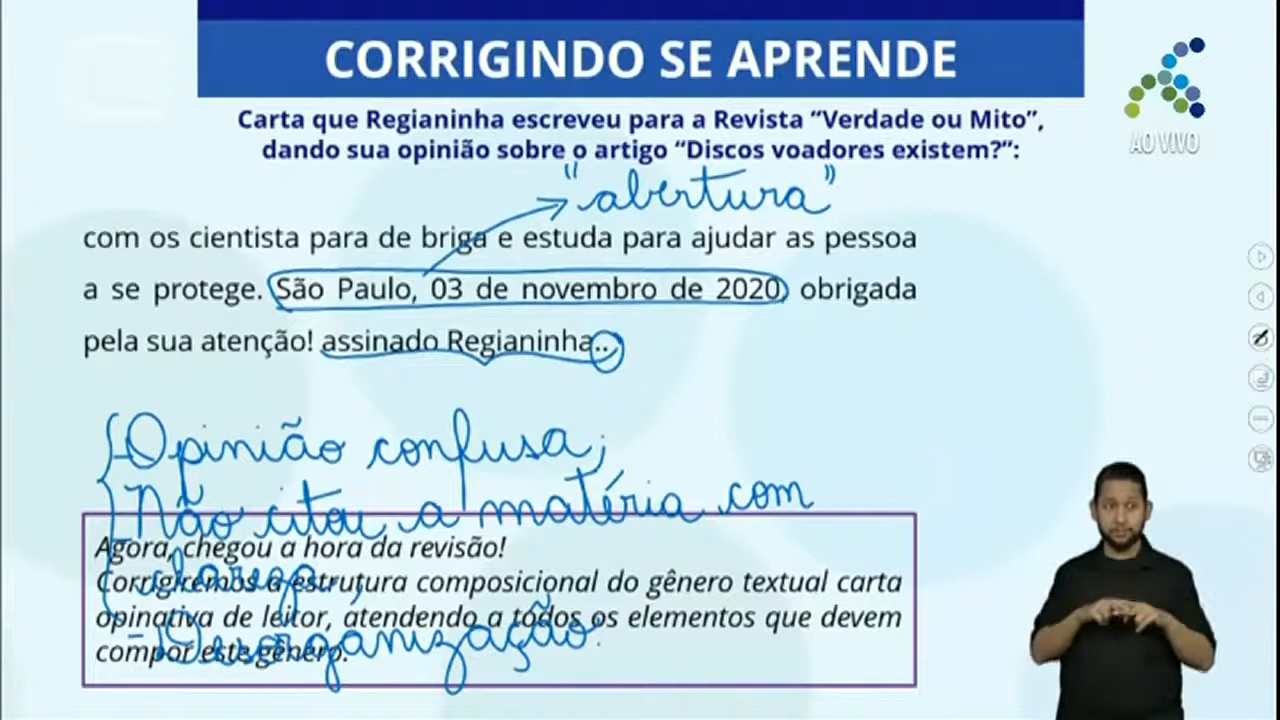 CORRIGINDO SE APRENDE
AO VIVO
Carta que Regianinha escreveu para a Revista “Verdade ou Mito”,
dando sua opinião sobre o artigo “Discos voadores existem?”:
"abertura"
com os cientista para de briga e estuda para ajudar as pessoa
a se protege. São Paulo, 03 de novembro de 2020, obrigada
pela sua atenção! assinado Regianinha..
- Opinião confusa;
- Não citou a matéria com
clareza;
- Desorganização.
Agora, chegou a hora da revisão!
Corrigiremos a estrutura composicional do gênero textual carta
opinativa de leitor, atendendo a todos os elementos que devem
compor este gênero.